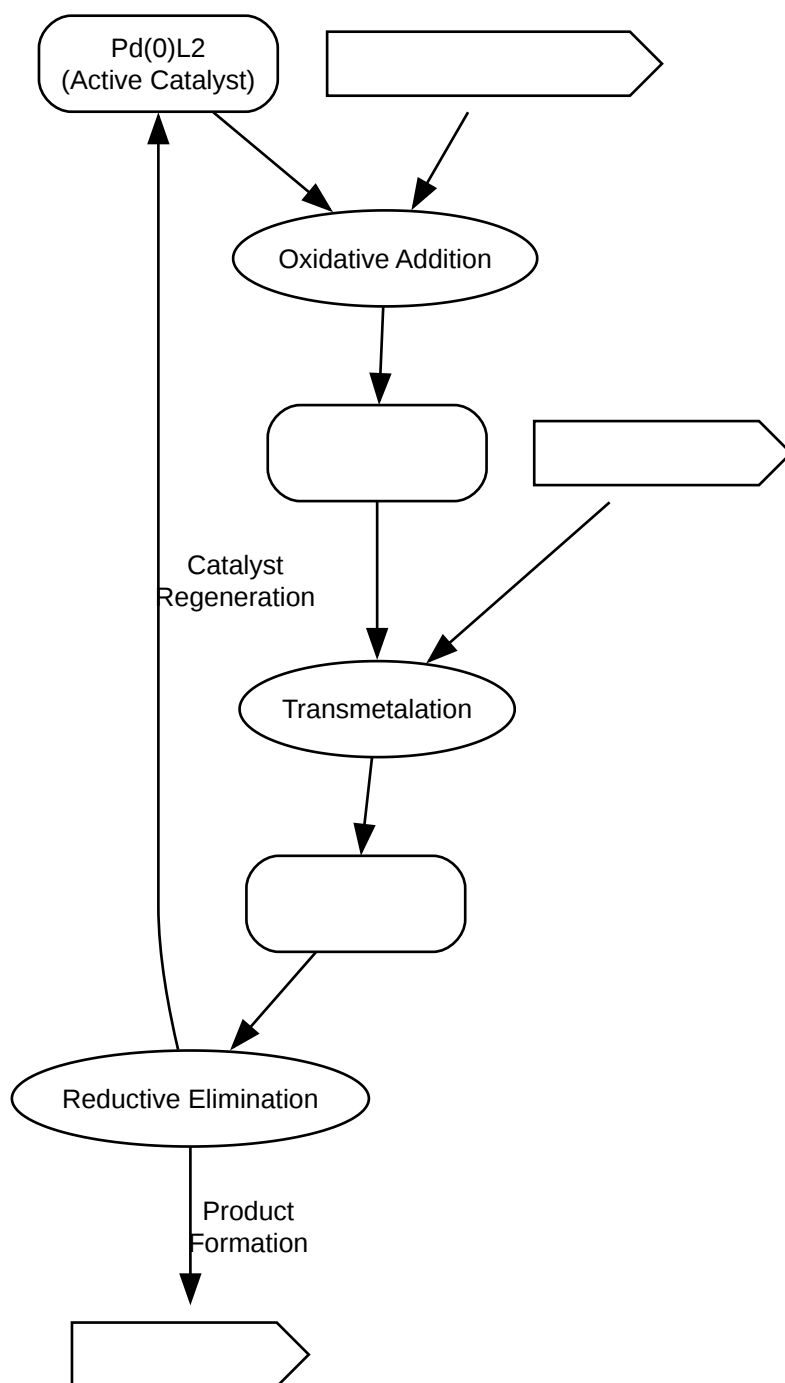 Pd(0)L2
(Active Catalyst)
Oxidative Addition
Catalyst
Regeneration
Transmetalation
Reductive Elimination
Product
Formation